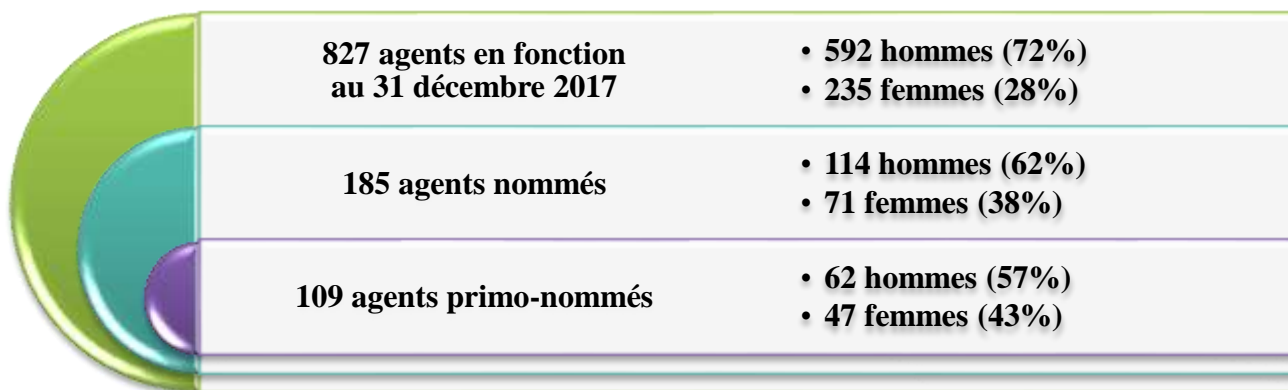 827 agents en fonction
au 31 décembre 2017
• 592 hommes (72%)
• 235 femmes (28%)
185 agents nommés
• 114 hommes (62%)
• 71 femmes (38%)
109 agents primo-nommés
• 62 hommes (57%)
• 47 femmes (43%)